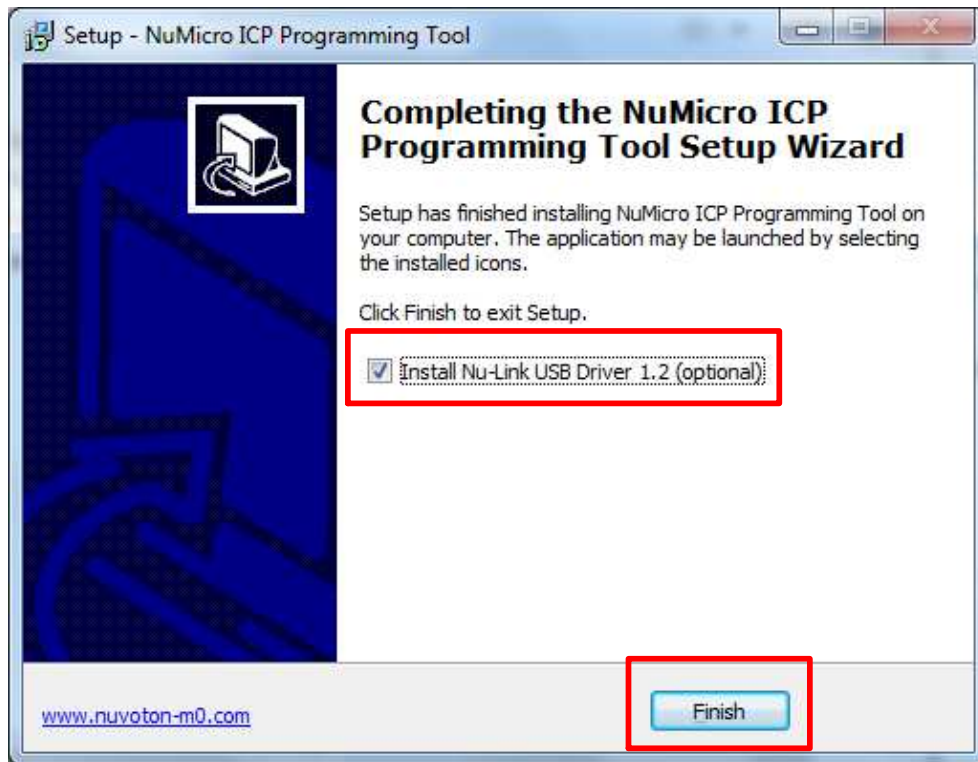 Setup - NuMicro ICP Programming Tool
Completing the NuMicro ICP
Programming Tool Setup Wizard
Setup has finished installing NuMicro ICP Programming Tool on
your computer. The application may be launched by selecting
the installed icons.
Click Finish to exit Setup.
Install Nu-Link USB Driver 1.2 (optional)
www.nuvoton-m0.com
Finish